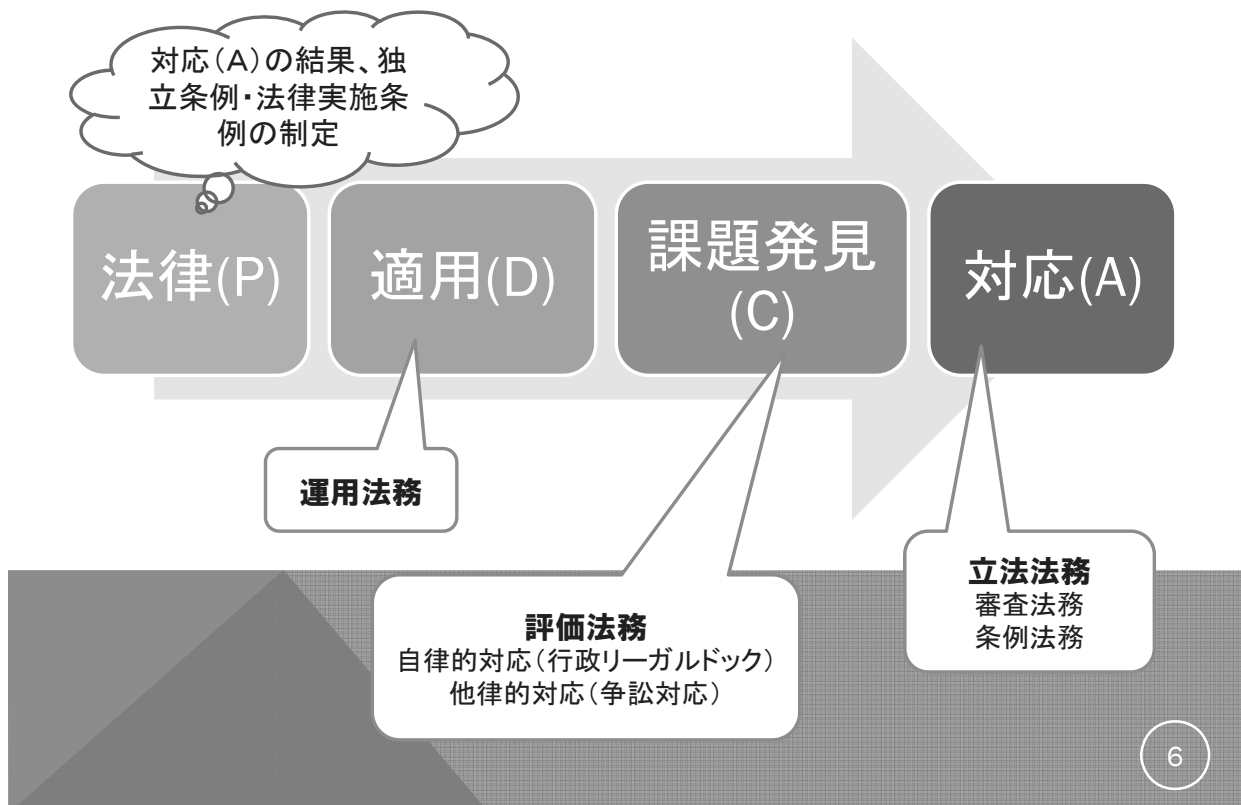 対応(A)の結果、独
立条例・法律実施条
例の制定
法律(P)
適用(D)
課題発見
(C)
対応(A)
運用法務
評価法務
自律的対応(行政リーガルドック)
他律的対応(争訟対応)
立法法務
審査法務
条例法務
6